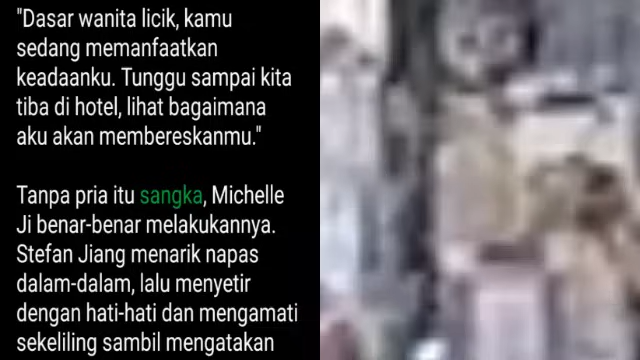 "Dasar wanita licik, kamu
sedang memanfaatkan
keadaanku. Tunggu sampai kita
tiba di hotel, lihat bagaimana
aku akan membereskanmu."
Tanpa pria itu sangka, Michelle
Ji benar-benar melakukannya.
Stefan Jiang menarik napas
dalam-dalam, lalu menyetir
dengan hati-hati dan mengamati
sekeliling sambil mengatakan